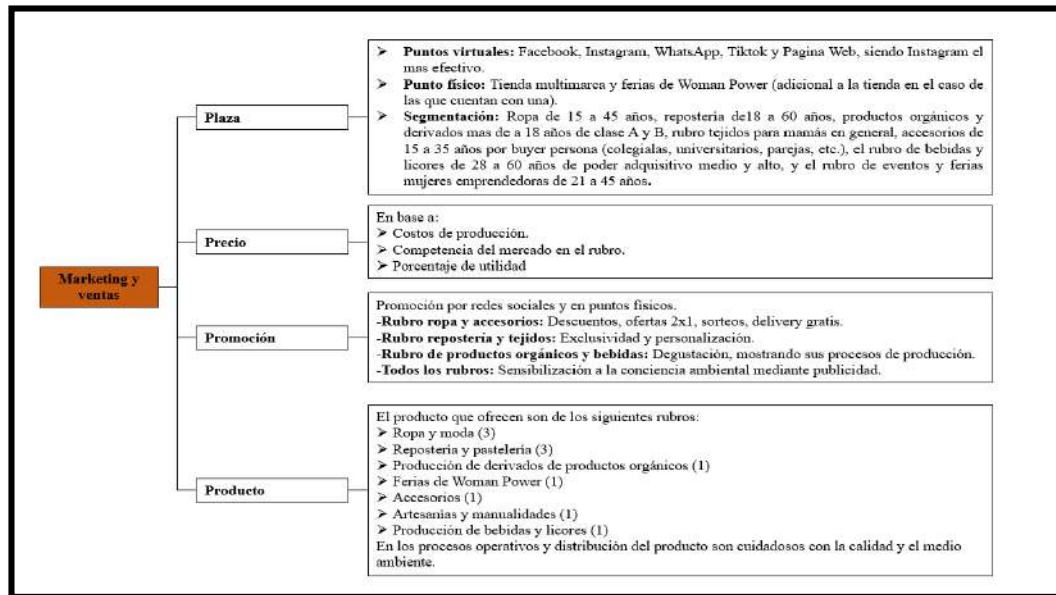 Marketing y
ventas
Plaza
➢ Puntos virtuales: Facebook, Instagram, WhatsApp, Tiktok y Pagina Web, siendo Instagram el
mas efectivo.
➢ Punto físico: Tienda multimarca y ferias de Woman Power (adicional a la tienda en el caso de
las que cuentan con una).
➢ Segmentación: Ropa de 15 a 45 años, repostería de18 a 60 años, productos orgánicos y
derivados mas de a 18 años de clase A y B, rubro tejidos para mamás en general, accesorios de
15 a 35 años por buyer persona (colegialas, universitarios, parejas, etc.), el rubro de bebidas y
licores de 28 a 60 años de poder adquisitivo medio y alto, y el rubro de eventos y ferias
mujeres emprendedoras de 21 a 45 años.
Precio
En base a:
➢ Costos de producción.
➢ Competencia del mercado en el rubro.
➢ Porcentaje de utilidad
Promoción
Promoción por redes sociales y en puntos físicos.
-Rubro ropa y accesorios: Descuentos, ofertas 2x1, sorteos, delivery gratis.
-Rubro repostería y tejidos: Exclusividad y personalización.
-Rubro de productos orgánicos y bebidas: Degustación, mostrando sus procesos de producción.
-Todos los rubros: Sensibilización a la conciencia ambiental mediante publicidad.
Producto
El producto que ofrecen son de los siguientes rubros:
➢ Ropa y moda (3)
➢ Repostería y pastelería (3)
➢ Producción de derivados de productos orgánicos (1)
➢ Ferias de Woman Power (1)
➢ Accesorios (1)
➢ Artesanías y manualidades (1)
➢ Producción de bebidas y licores (1)
En los procesos operativos y distribución del producto son cuidadosos con la calidad y el medio
ambiente.